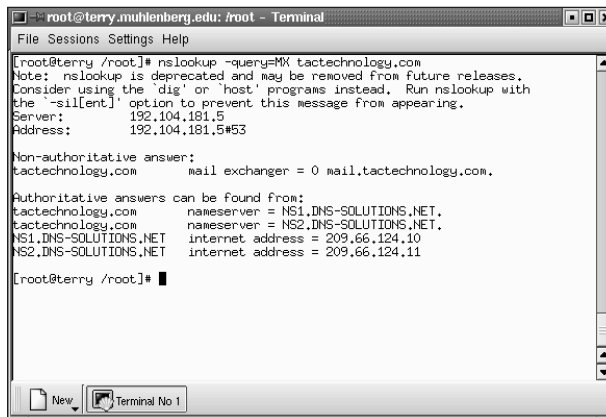 root@terry.muhlenberg.edu: /root - Terminal
File Sessions Settings Help
[root@terry /root]# nslookup -query=MX tactechnology.com
Note:  nslookup is deprecated and may be removed from future releases.
Consider using the `dig' or `host' programs instead.  Run nslookup with
the `-sil[ent]' option to prevent this message from appearing.
Server:         192.104.181.5
Address:        192.104.181.5#53

Non-authoritative answer:
tactechnology.com       mail exchanger = 0 mail.tactechnology.com.

Authoritative answers can be found from:
tactechnology.com       nameserver = NS1.DNS-SOLUTIONS.NET.
tactechnology.com       nameserver = NS2.DNS-SOLUTIONS.NET.
NS1.DNS-SOLUTIONS.NET   internet address = 209.66.124.10
NS2.DNS-SOLUTIONS.NET   internet address = 209.66.124.11

[root@terry /root]#
New
Terminal No 1